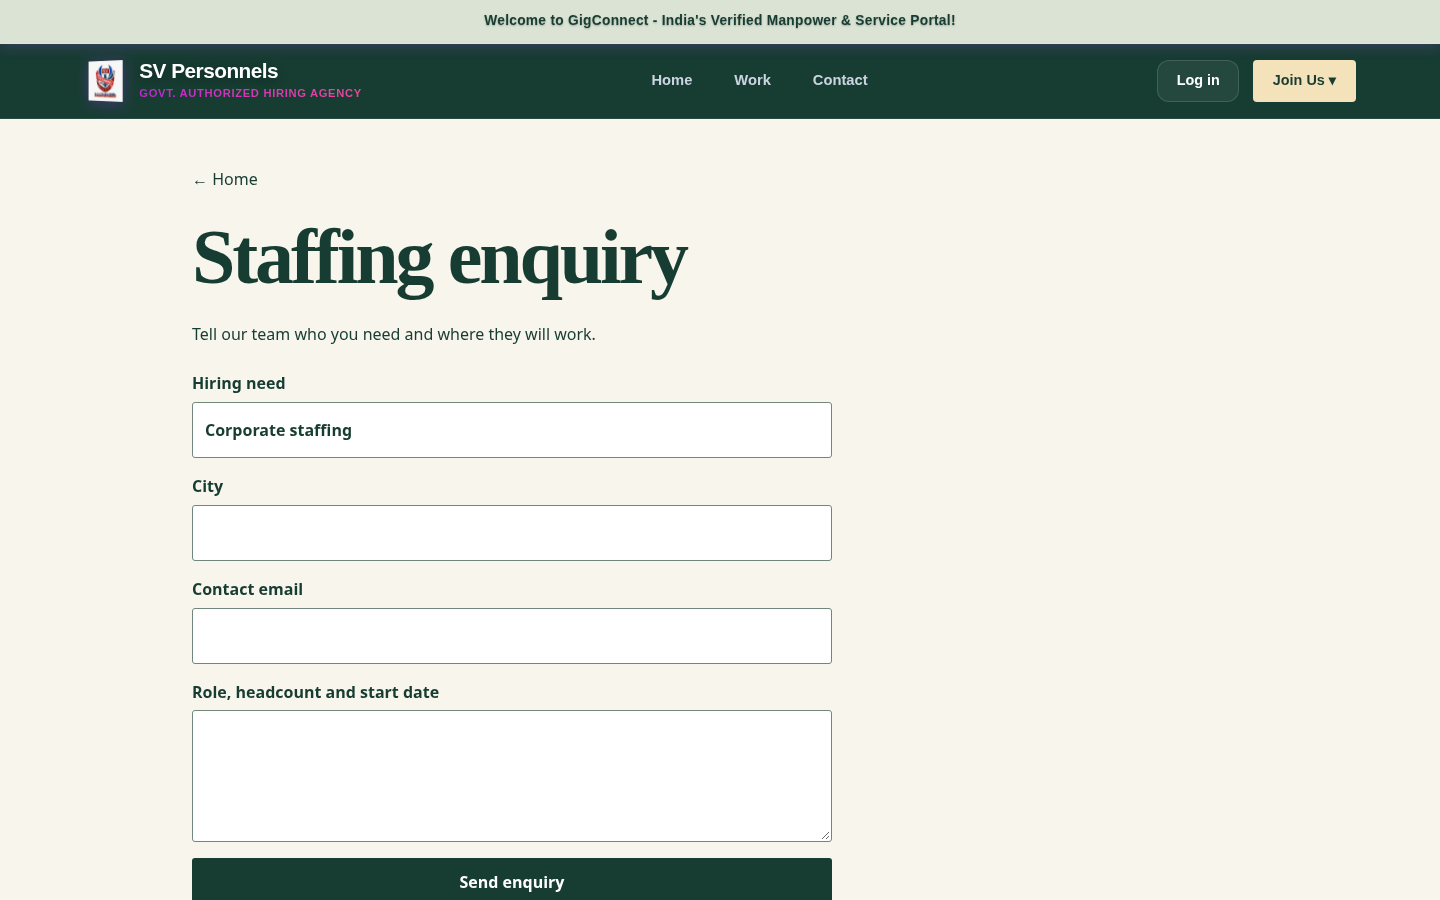 Welcome to GigConnect - India's Verified Manpower & Service Portal!
SV Personnels
GOVT. AUTHORIZED HIRING AGENCY
Home
Work
Contact
Log in
Join Us ▾
← Home
Staffing enquiry
Tell our team who you need and where they will work.
Hiring need
Corporate staffing
City
Contact email
Role, headcount and start date
Send enquiry